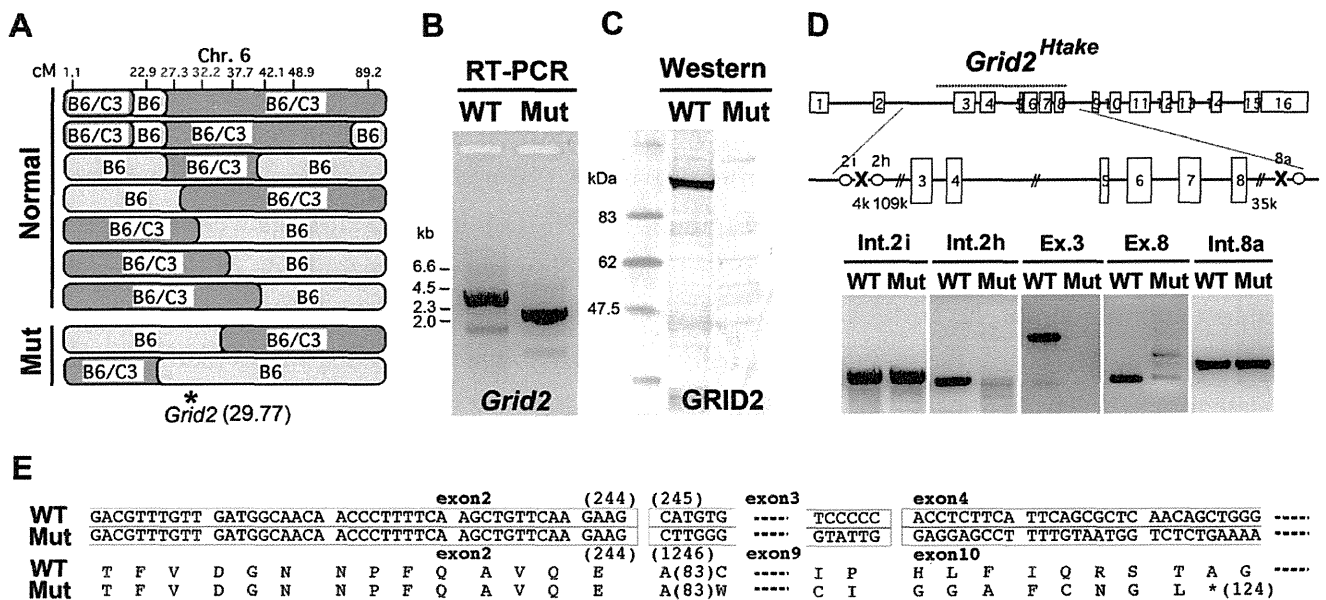 A
Chr. 6
cM 1.1 22.9 27.3 32.2 37.7 42.1 48.9 89.2
Normal
B6/C3 B6 B6/C3
B6/C3 B6 B6/C3 B6
B6 B6/C3 B6
B6 B6/C3
B6/C3 B6
B6/C3 B6
B6/C3 B6
Mut
B6 B6/C3
B6/C3 B6
*
Grid2 (29.77)
B
RT-PCR
WT Mut
kb
6.6
4.5
2.3
2.0
Grid2
C
Western
WT Mut
kDa
83
62
47.5
GRID2
D
Grid2Htake
1 2 3 4 5 6 7 8 9 10 11 12 13 14 15 16
2i X 2h // 3 4 // 5 6 7 8 // 8a X
4k 109k 35k
Int.2i Int.2h Ex.3 Ex.8 Int.8a
WT Mut WT Mut WT Mut WT Mut WT Mut
E
exon2 (244) (245) exon3 exon4
WT GACGTTTGTT GATGGCAACA ACCCTTTTCA AGCTGTTCAA GAAG CATGTG ---- TCCCCC ACCTCTTCA TTCAGCGCTC AACAGCTGGG ----
Mut GACGTTTGTT GATGGCAACA ACCCTTTTCA AGCTGTTCAA GAAG CTTGGG ---- GTATTG GAGGAGCCT TTTGTAATGG TCTCTGAAAA ----
exon2 (244) (1246) exon9 exon10
WT T F V D G N N P F Q A V Q E A(83)C ---- I P H L F I Q R S T A G ----
Mut T F V D G N N P F Q A V Q E A(83)W ---- C I G G A F C N G L *(124)